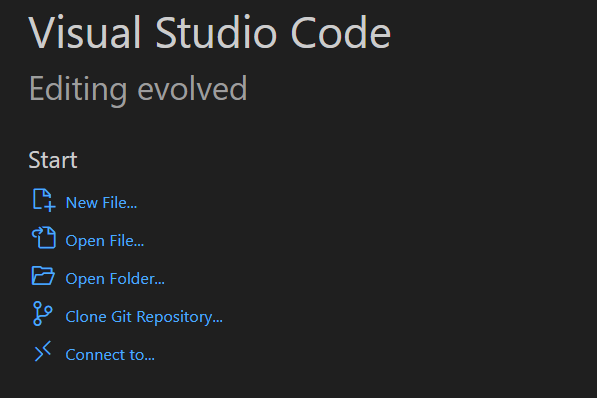 Visual Studio Code
Editing evolved
Start
New File...
Open File...
Open Folder...
Clone Git Repository...
Connect to...